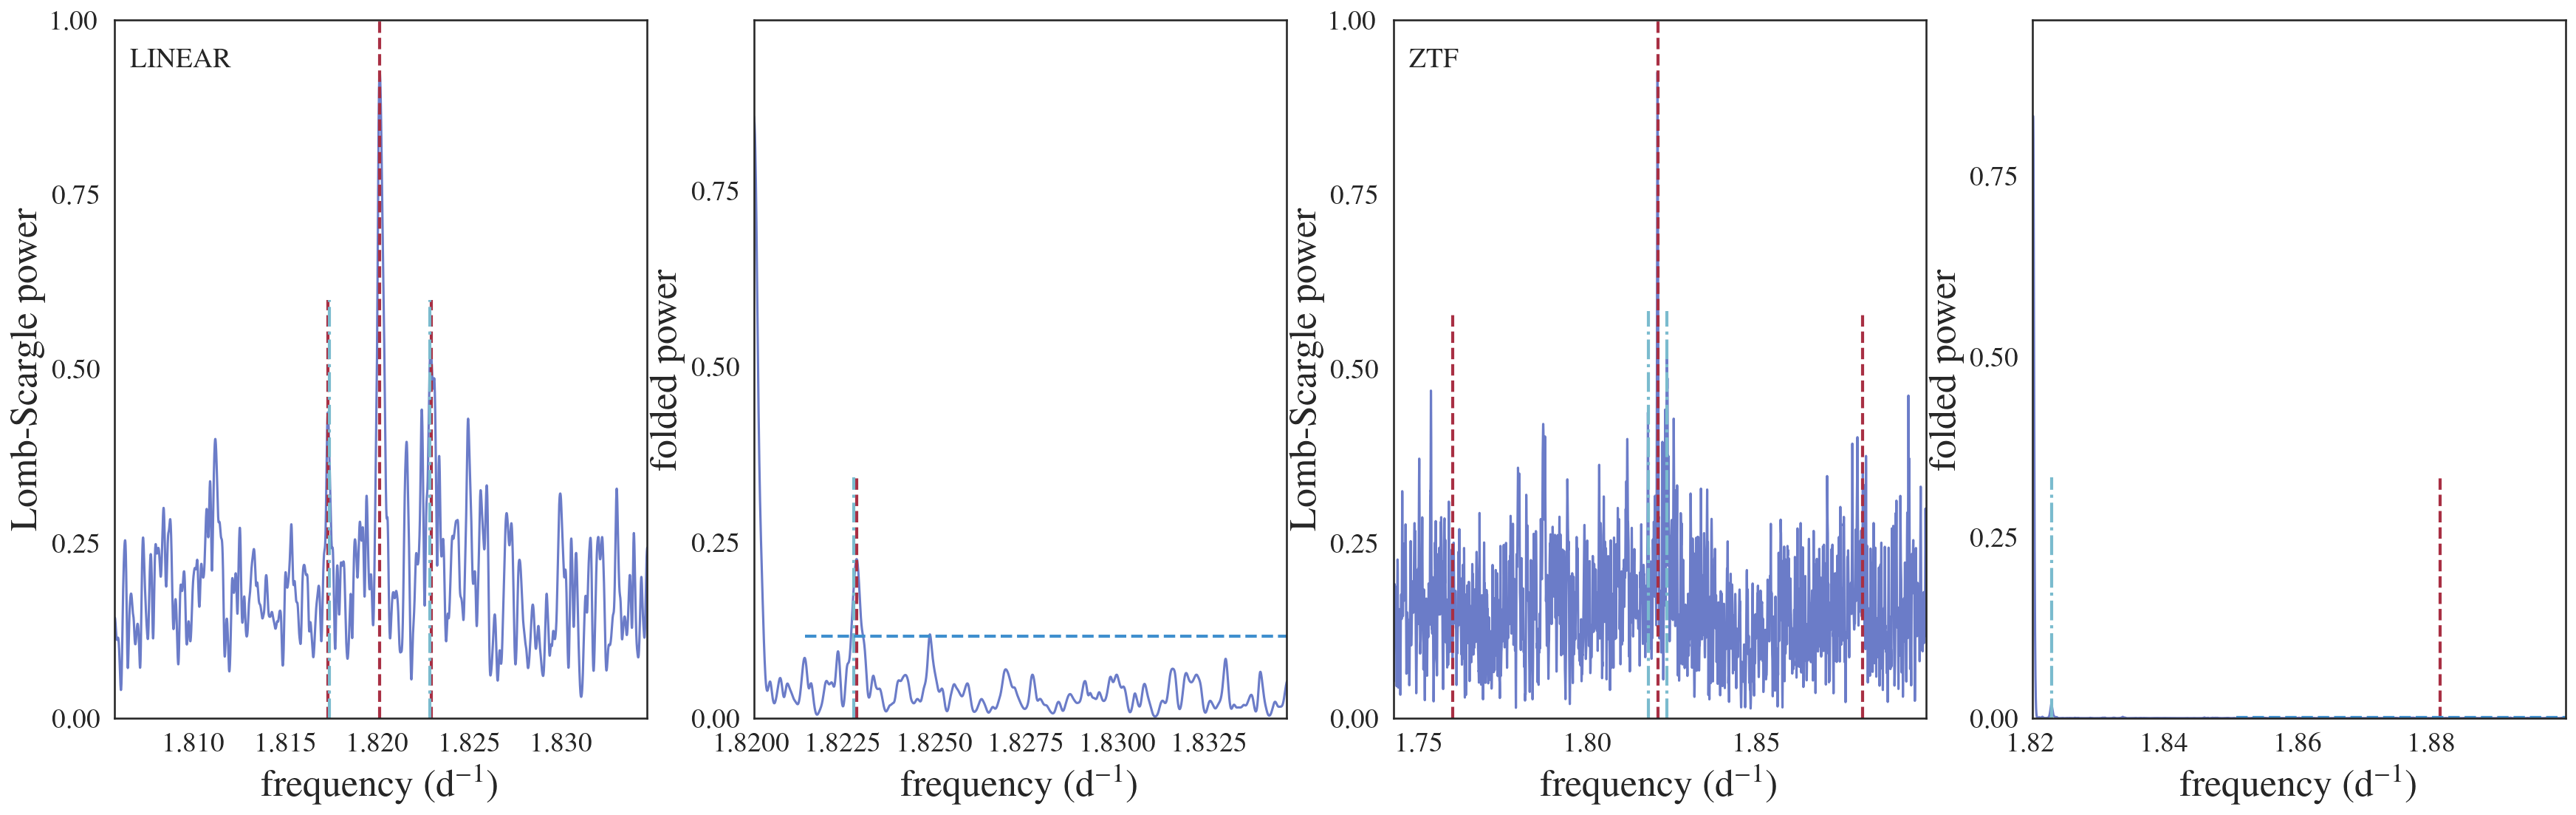 LINEAR
Lomb-Scargle power
1.00
0.75
0.50
0.25
0.00
1.810 1.815 1.820 1.825 1.830
frequency (d⁻¹)
folded power
0.75
0.50
0.25
0.00
1.8200 1.8225 1.8250 1.8275 1.8300 1.8325
frequency (d⁻¹)
ZTF
Lomb-Scargle power
1.00
0.75
0.50
0.25
0.00
1.75 1.80 1.85
frequency (d⁻¹)
folded power
0.75
0.50
0.25
0.00
1.82 1.84 1.86 1.88
frequency (d⁻¹)